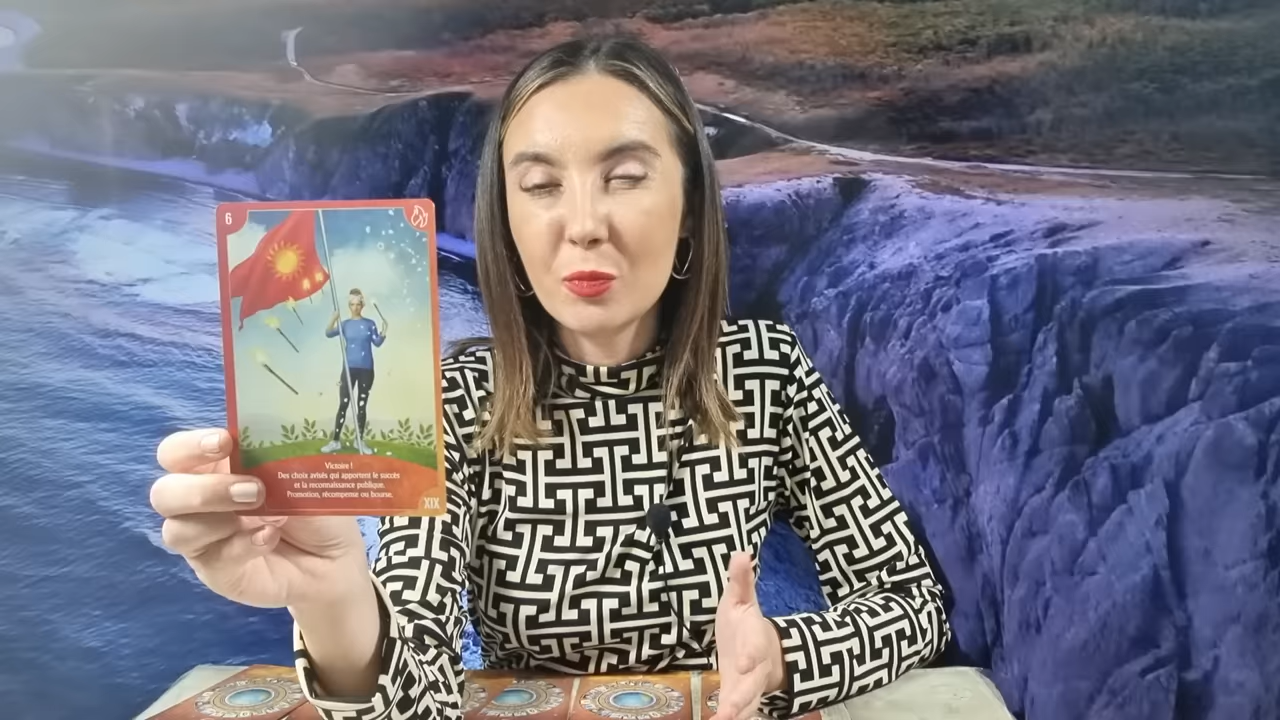 6
Victoire !
Des choix avisés qui apportent le succès
et la reconnaissance publique.
Promotion, récompense ou bourse.
XIX